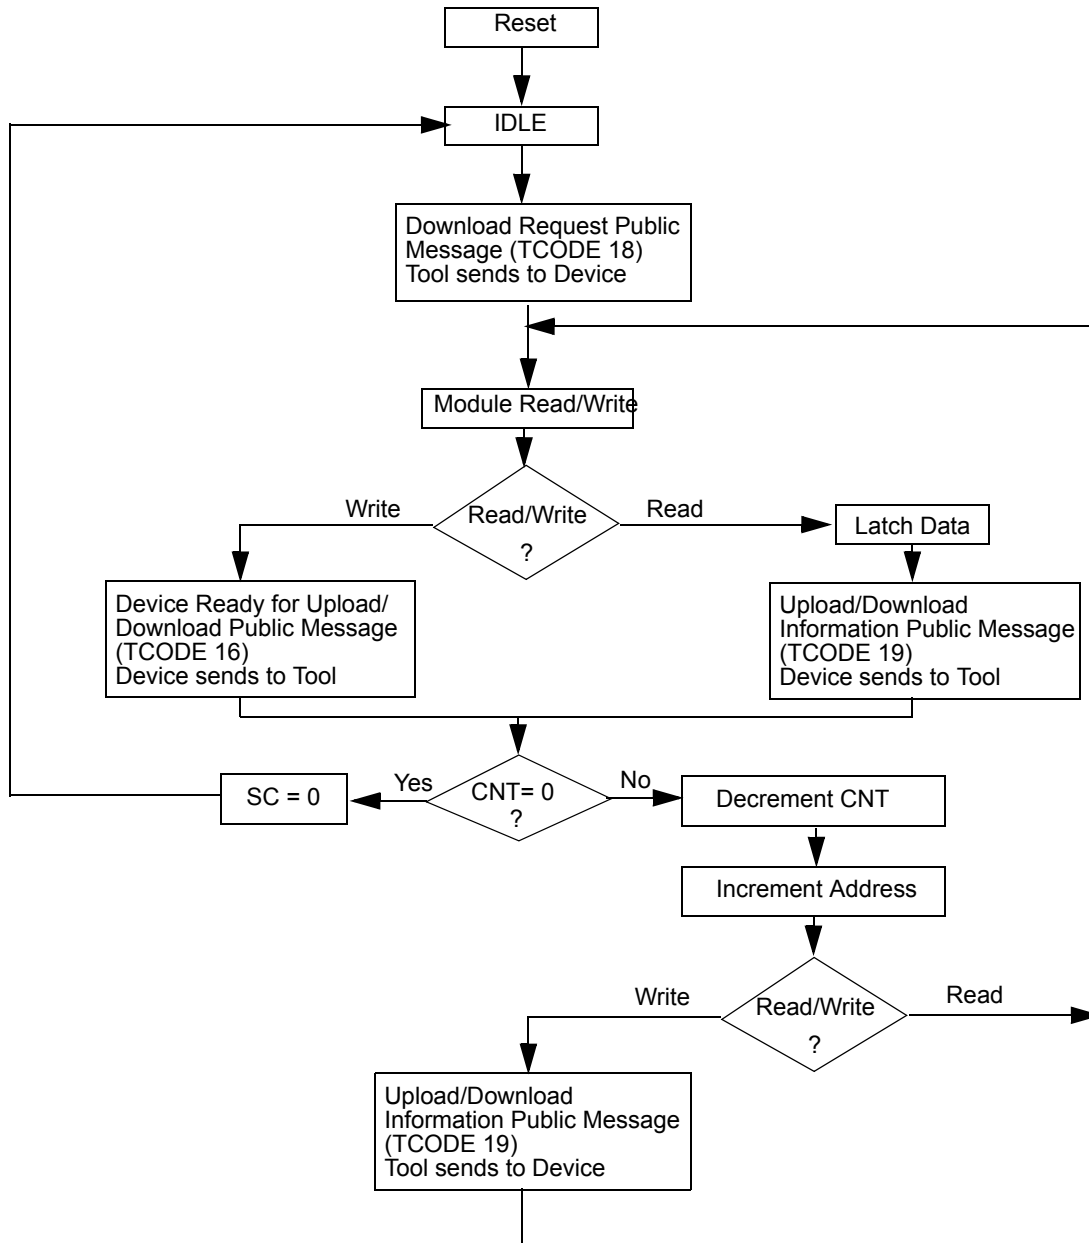 Reset
IDLE
Download Request Public
Message (TCODE 18)
Tool sends to Device
Module Read/Write
Write
Read/Write
?
Read
Latch Data
Device Ready for Upload/
Download Public Message
(TCODE 16)
Device sends to Tool
Upload/Download
Information Public Message
(TCODE 19)
Device sends to Tool
SC = 0
Yes
CNT= 0
?
No
Decrement CNT
Increment Address
Write
Read/Write
?
Read
Upload/Download
Information Public Message
(TCODE 19)
Tool sends to Device